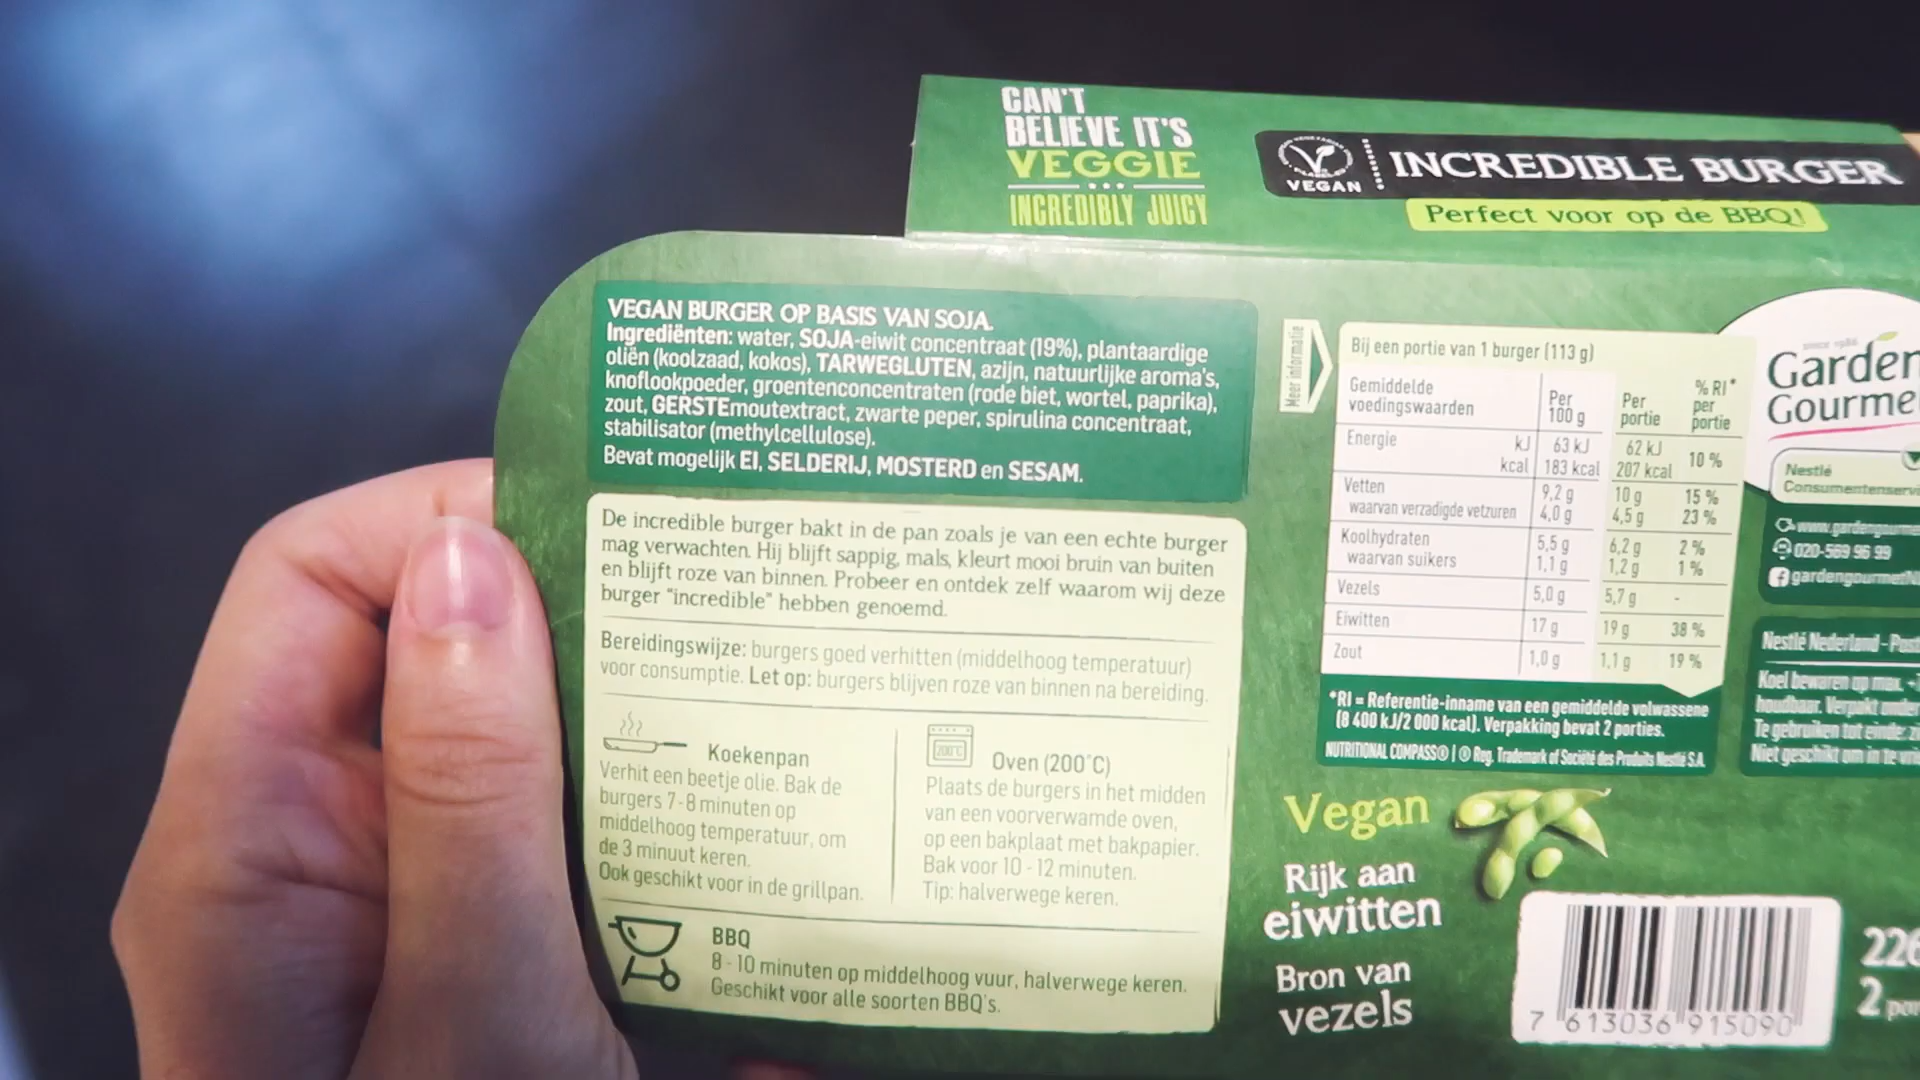 CAN'T
BELIEVE IT'S
VEGGIE
INCREDIBLY JUICY
VEGAN
INCREDIBLE BURGER
Perfect voor op de BBQ!
VEGAN BURGER OP BASIS VAN SOJA.
Ingrediënten: water, SOJA-eiwit concentraat (19%), plantaardige
oliën (koolzaad, kokos), TARWEGLUTEN, azijn, natuurlijke aroma's,
knoflookpoeder, groentenconcentraten (rode biet, wortel, paprika),
zout, GERSTEmoutextract, zwarte peper, spirulina concentraat,
stabilisator (methylcellulose).
Bevat mogelijk EI, SELDERIJ, MOSTERD en SESAM.
De incredible burger bakt in de pan zoals je van een echte burger
mag verwachten. Hij blijft sappig, mals, kleurt mooi bruin van buiten
en blijft roze van binnen. Probeer en ontdek zelf waarom wij deze
burger "incredible" hebben genoemd.
Bereidingswijze: burgers goed verhitten (middelhoog temperatuur)
voor consumptie. Let op: burgers blijven roze van binnen na bereiding.
Koekenpan
Verhit een beetje olie. Bak de
burgers 7-8 minuten op
middelhoog temperatuur, om
de 3 minuut keren.
Ook geschikt voor in de grillpan.
200°C
Oven (200°C)
Plaats de burgers in het midden
van een voorverwamde oven,
op een bakplaat met bakpapier.
Bak voor 10 - 12 minuten.
Tip: halverwege keren.
BBQ
8 - 10 minuten op middelhoog vuur, halverwege keren.
Geschikt voor alle soorten BBQ's.
Meer informatie
Bij een portie van 1 burger (113 g)
Gemiddelde voedingswaarden Per 100 g Per portie % RI* per portie
Energie kJ 63 kJ 62 kJ
kcal 183 kcal 207 kcal 10 %
Vetten 9,2 g 10 g 15 %
waarvan verzadigde vetzuren 4,0 g 4,5 g 23 %
Koolhydraten 5,5 g 6,2 g 2 %
waarvan suikers 1,1 g 1,2 g 1 %
Vezels 5,0 g 5,7 g -
Eiwitten 17 g 19 g 38 %
Zout 1,0 g 1,1 g 19 %
*RI = Referentie-inname van een gemiddelde volwassene
(8 400 kJ/2 000 kcal). Verpakking bevat 2 porties.
NUTRITIONAL COMPASS® | ® Reg. Trademark of Société des Produits Nestlé S.A.
Vegan
Rijk aan
eiwitten
Bron van
vezels
7 613036 915090
since 1986
Garden
Gourme
Nestlé
Consumentenservi
www.gardengourme
020-569 96 99
gardengourmetNl
Nestlé Nederland - Post
Koel bewaren op max.
houdbaar. Verpakt onder
Te gebruiken tot einde:
Niet geschikt om in te
226
2 por